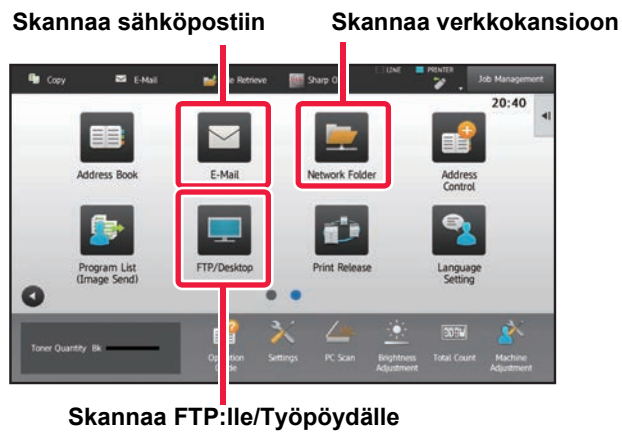 Skannaa sähköpostiin Skannaa verkkokansioon
Copy E-Mail Retrieve Sharp LINE PRINTER Job Management
20:40
Address Book E-Mail Network Folder Address
Control
Program List FTP/Desktop Print Release Language
(Image Send) Setting
Toner Quantity Bk Settings PC Scan Brightness Total Count Machine
Adjustment Adjustment
Skannaa FTP:lle/Työpöydälle